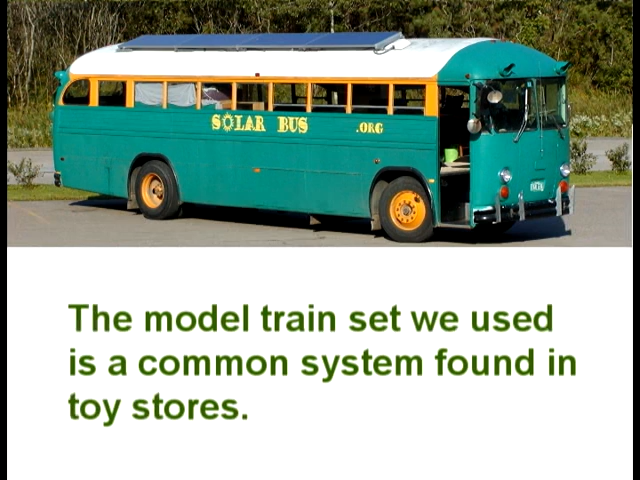 SOLAR BUS .ORG
The model train set we used
is a common system found in
toy stores.